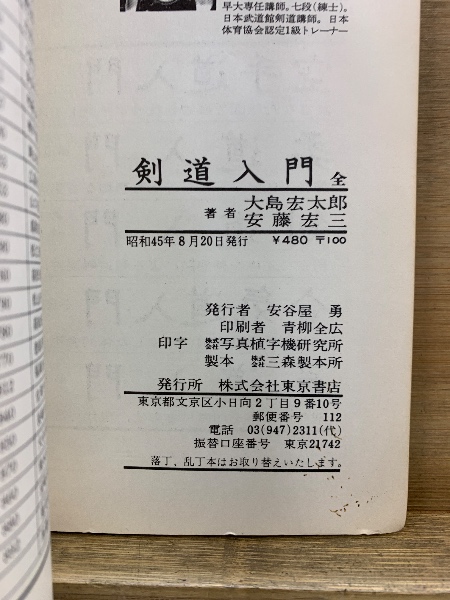 早大専任講師。七段(練士)。
日本武道館剣道講師。日本
体育協会認定1級トレーナー
剣道入門 全
著者 大島宏太郎
安藤宏三
昭和45年8月20日発行 ¥480 〒100
発行者 安谷屋 勇
印刷者 青柳全広
印字 株式会社写真植字機研究所
製本 株式会社三森製本所
発行所 株式会社東京書店
東京都文京区小日向2丁目9番10号
郵便番号 112
電話 03(947)2311(代)
振替口座番号 東京21742
落丁、乱丁本はお取り替えいたします。